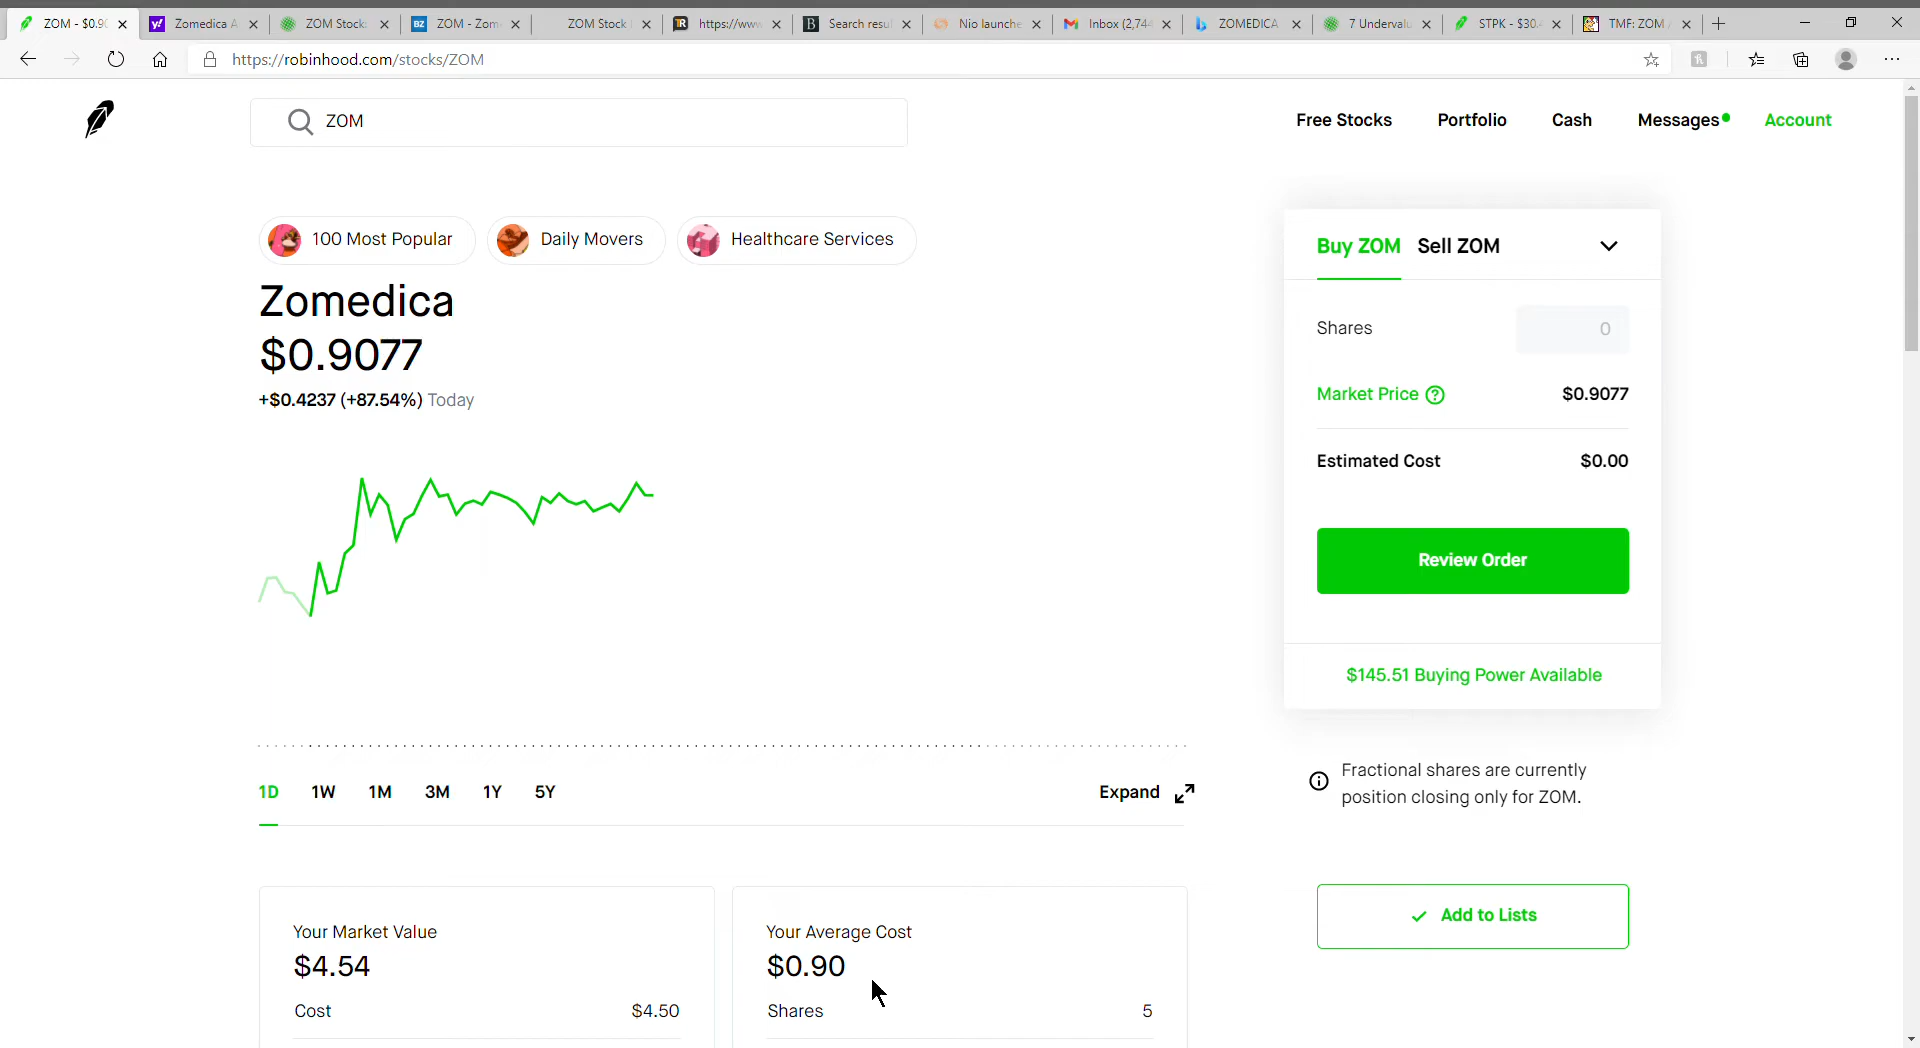 ZOM - $0.90
Zomedica A
ZOM Stock
ZOM - Zom
ZOM Stock
https://www
Search resu
Nio launche
Inbox (2,744
ZOMEDICA
7 Undervalu
STPK - $30.
TMF: ZOM
https://robinhood.com/stocks/ZOM
ZOM
Free Stocks
Portfolio
Cash
Messages
Account
100 Most Popular
Daily Movers
Healthcare Services
Zomedica
$0.9077
+$0.4237 (+87.54%) Today
Buy ZOM
Sell ZOM
Shares
0
Market Price
$0.9077
Estimated Cost
$0.00
Review Order
$145.51 Buying Power Available
1D
1W
1M
3M
1Y
5Y
Expand
Fractional shares are currently
position closing only for ZOM.
Your Market Value
$4.54
Cost
$4.50
Your Average Cost
$0.90
Shares
5
Add to Lists